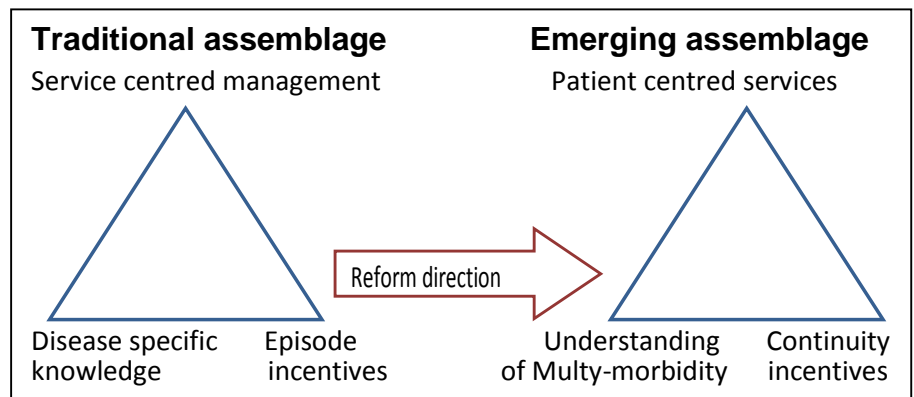 Traditional assemblage
Service centred management
Disease specific
knowledge
Episode
incentives
Reform direction
Emerging assemblage
Patient centred services
Understanding
of Multy-morbidity
Continuity
incentives